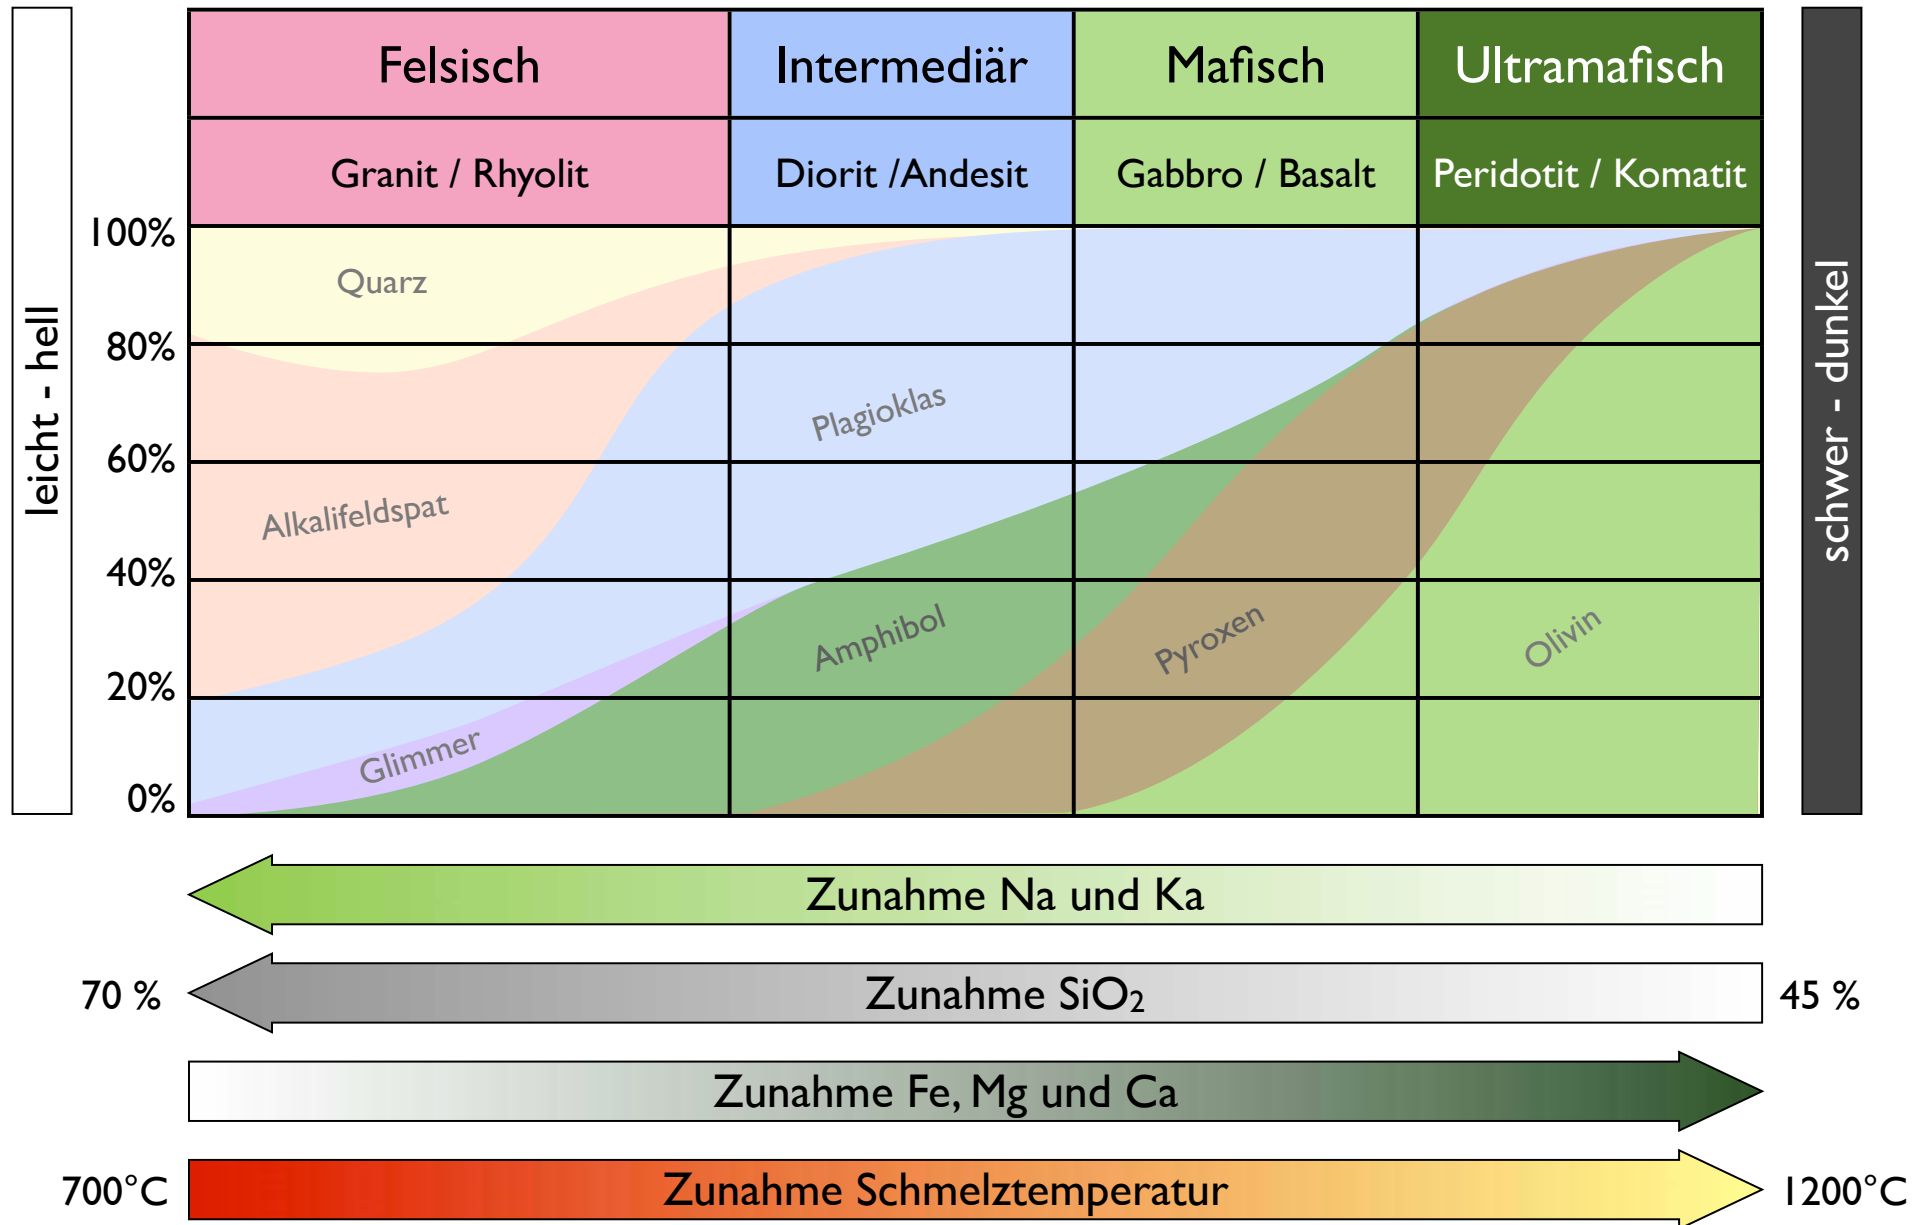 Felsisch
Intermediär
Mafisch
Ultramafisch
Granit / Rhyolit
Diorit /Andesit
Gabbro / Basalt
Peridotit / Komatit
leicht - hell
schwer - dunkel
100%
80%
60%
40%
20%
0%
Quarz
Alkalifeldspat
Plagioklas
Glimmer
Amphibol
Pyroxen
Olivin
Zunahme Na und Ka
70 %
Zunahme SiO₂
45 %
Zunahme Fe, Mg und Ca
700°C
Zunahme Schmelztemperatur
1200°C